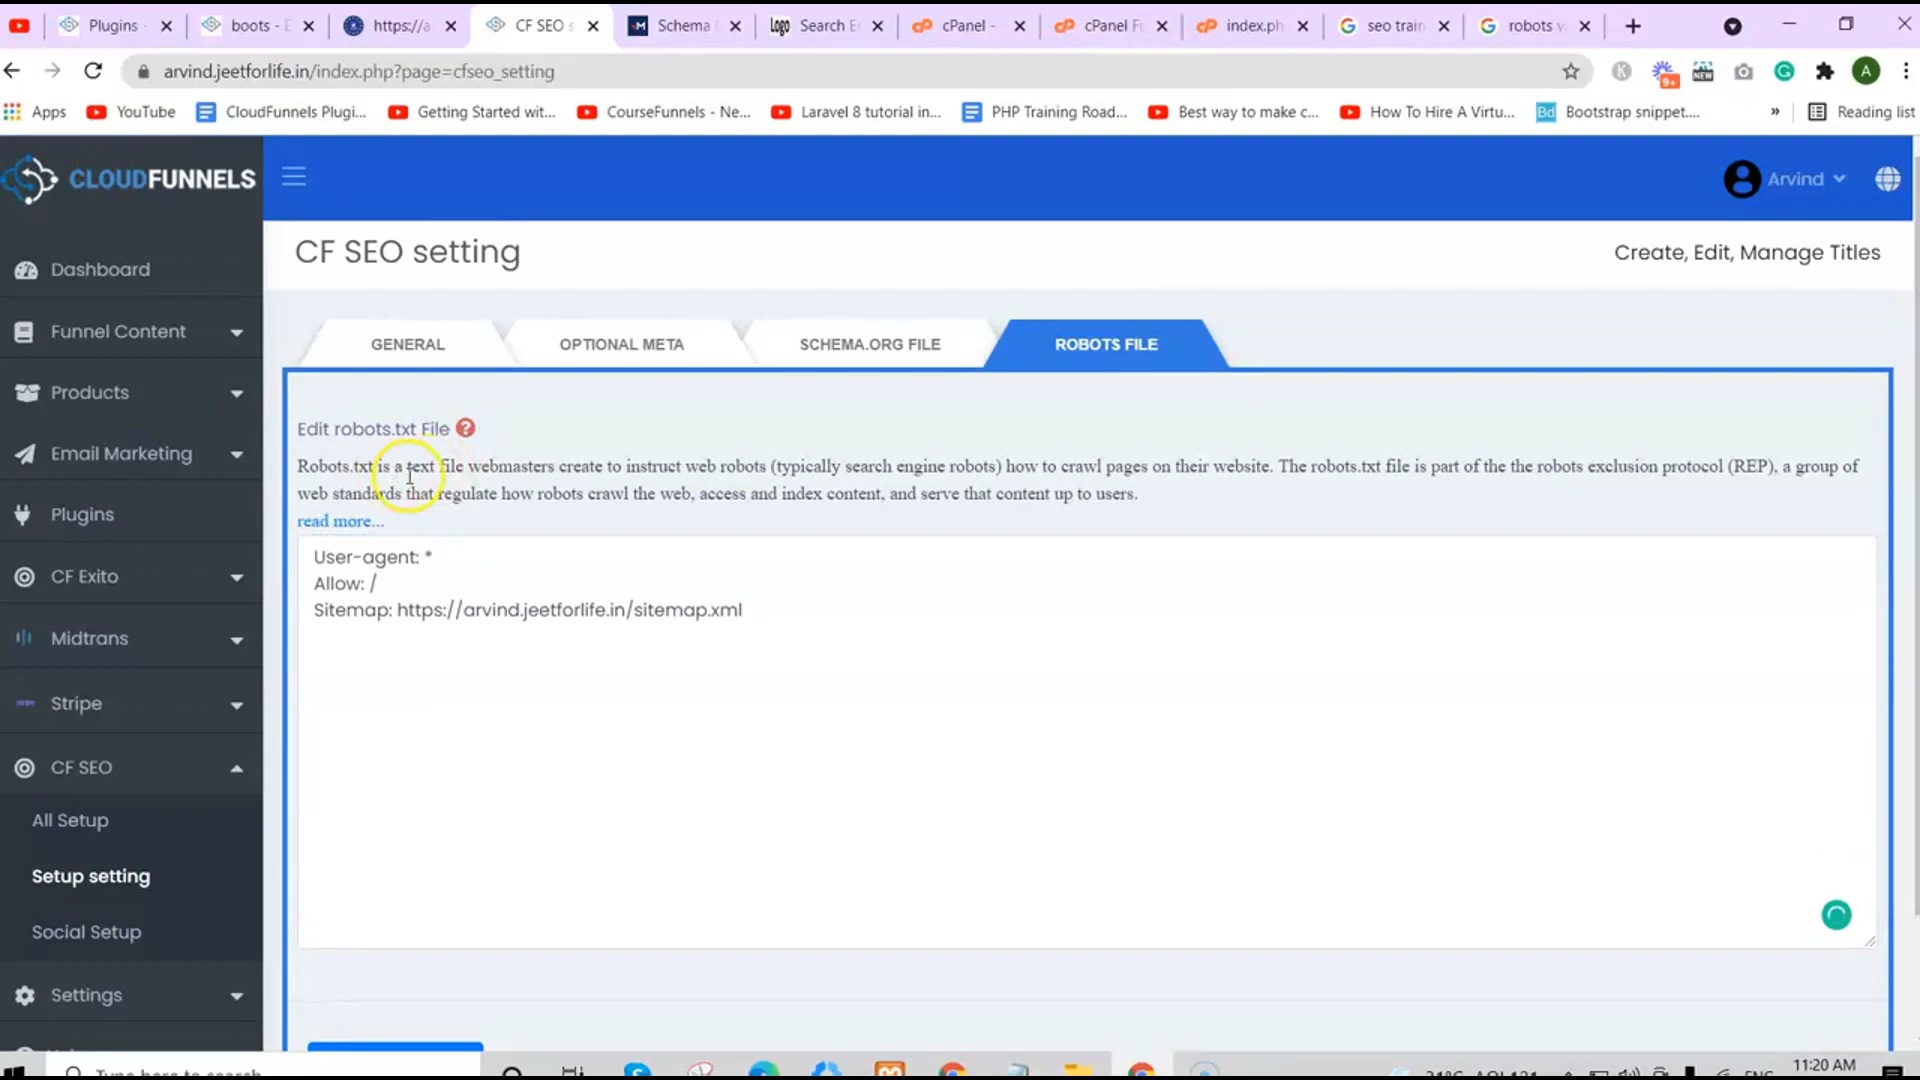 Plugins - boots - E https://a CF SEO s Schema Search E cPanel - cPanel F index.ph seo train robots
arvind.jeetforlife.in/index.php?page=cfseo_setting
Apps YouTube CloudFunnels Plugi... Getting Started wit... CourseFunnels - Ne... Laravel 8 tutorial in... PHP Training Road... Best way to make c... How To Hire A Virtu... Bd Bootstrap snippet.... » Reading list
CLOUDFUNNELS
Arvind
CF SEO setting
Create, Edit, Manage Titles
Dashboard
Funnel Content
Products
Email Marketing
Plugins
CF Exito
Midtrans
Stripe
CF SEO
All Setup
Setup setting
Social Setup
Settings
GENERAL OPTIONAL META SCHEMA.ORG FILE ROBOTS FILE
Edit robots.txt File
Robots.txt is a text file webmasters create to instruct web robots (typically search engine robots) how to crawl pages on their website. The robots.txt file is part of the the robots exclusion protocol (REP), a group of
web standards that regulate how robots crawl the web, access and index content, and serve that content up to users.
read more...
User-agent: *
Allow: /
Sitemap: https://arvind.jeetforlife.in/sitemap.xml
Type here to search
11:20 AM